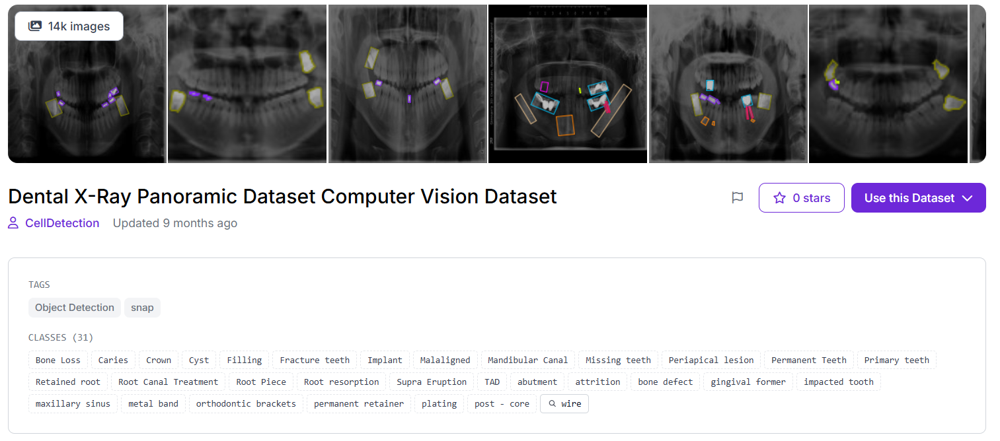 14k images
Dental X-Ray Panoramic Dataset Computer Vision Dataset
0 stars
Use this Dataset
CellDetection Updated 9 months ago
TAGS
Object Detection snap
CLASSES (31)
Bone Loss Caries Crown Cyst Filling Fracture teeth Implant Malaligned Mandibular Canal Missing teeth Periapical lesion Permanent Teeth Primary teeth
Retained root Root Canal Treatment Root Piece Root resorption Supra Eruption TAD abutment attrition bone defect gingival former impacted tooth
maxillary sinus metal band orthodontic brackets permanent retainer plating post - core wire